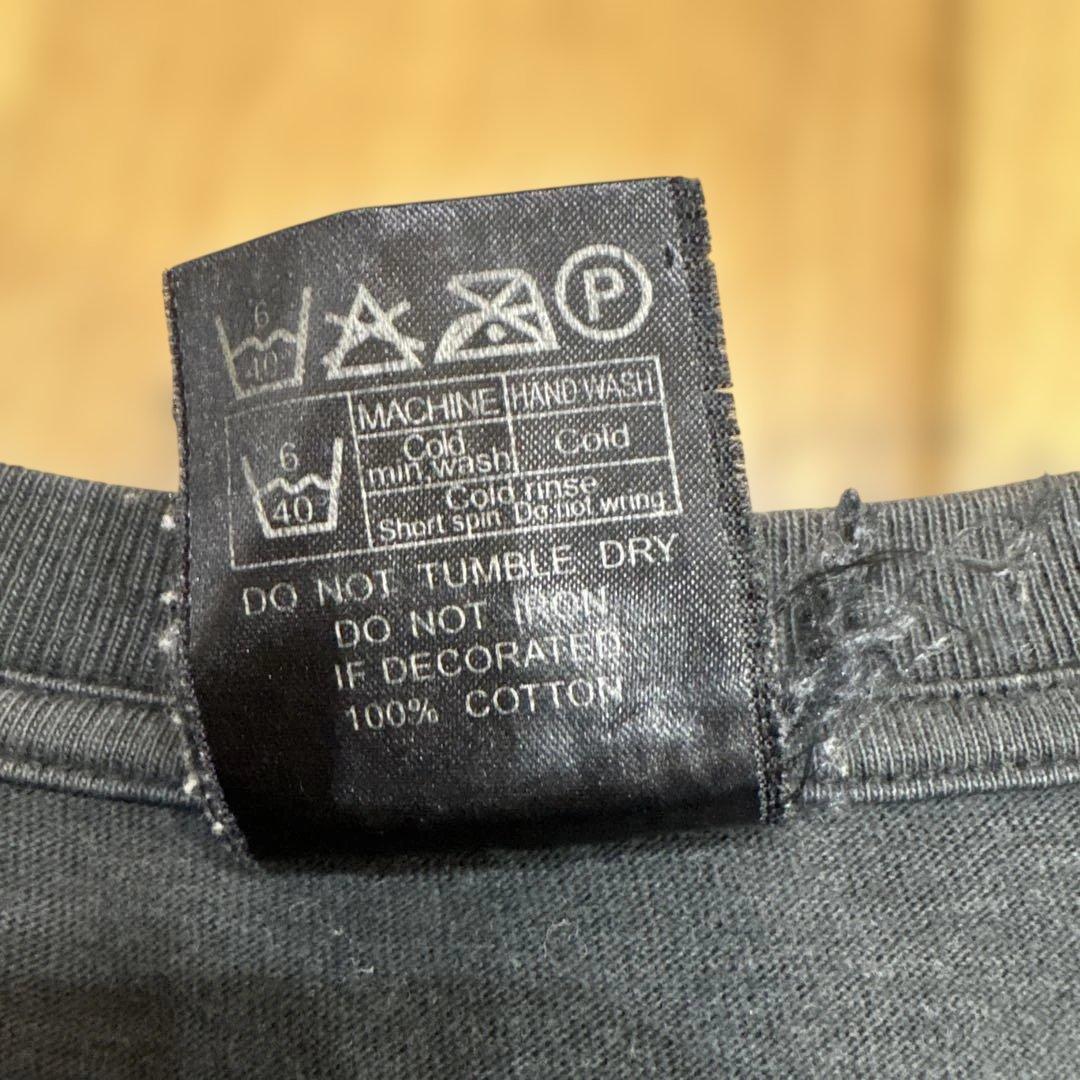 6
40
P
MACHINE HAND WASH
6
40
Cold
min,wash
Cold
Cold rinse
Short spin Do not wring
DO NOT TUMBLE DRY
DO NOT IRON
IF DECORATED
100% COTTON